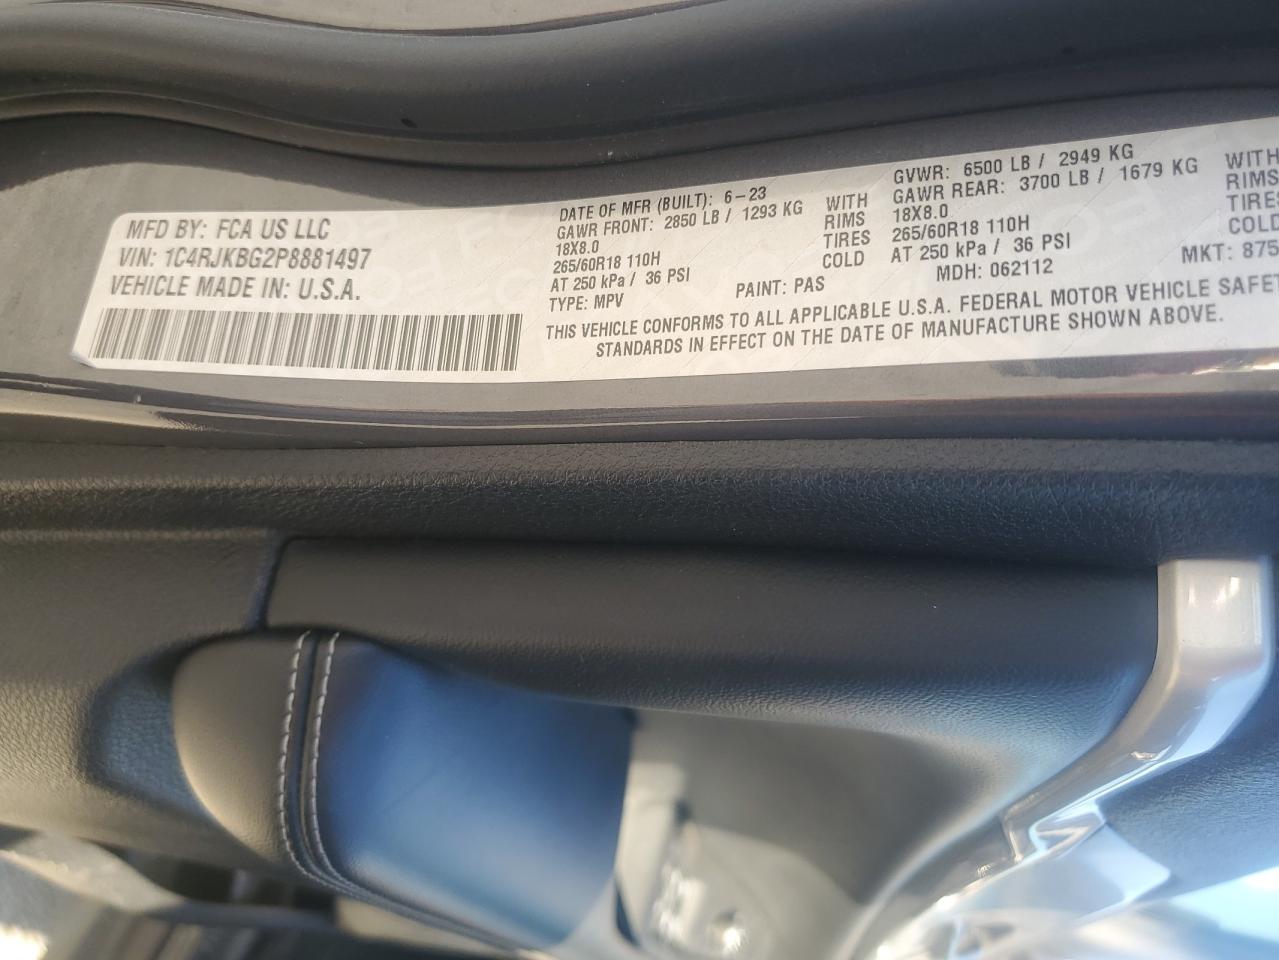 MFD BY: FCA US LLC
VIN: 1C4RJKBG2P8881497
VEHICLE MADE IN: U.S.A.
DATE OF MFR (BUILT): 6-23
GAWR FRONT: 2850 LB / 1293 KG WITH
18X8.0 RIMS
265/60R18 110H TIRES
AT 250 kPa / 36 PSI COLD
TYPE: MPV PAINT: PAS
GVWR: 6500 LB / 2949 KG
GAWR REAR: 3700 LB / 1679 KG WITH
18X8.0 RIMS
265/60R18 110H TIRES
AT 250 kPa / 36 PSI COLD
MDH: 062112 MKT: 875
THIS VEHICLE CONFORMS TO ALL APPLICABLE U.S.A. FEDERAL MOTOR VEHICLE SAFET
STANDARDS IN EFFECT ON THE DATE OF MANUFACTURE SHOWN ABOVE.